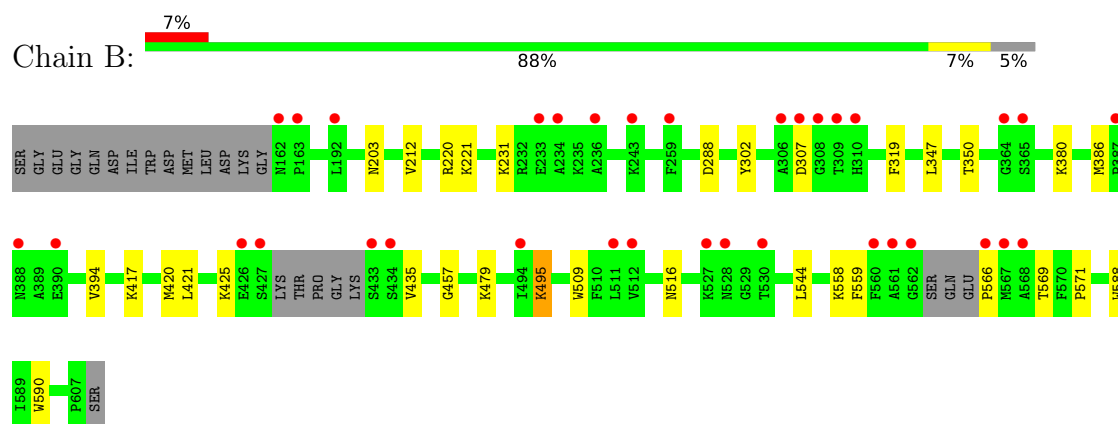 7%
Chain B:
88% 7% 5%
SER GLY GLU GLY GLN ASP ILE TRP ASP MET LEU ASP LYS GLY N162 P163 L192 N203 V212 R220 K221 K231 R232 E233 A234 K235 A236 K243 F259 D288 Y302 A306 D307 G308 T309 H310 F319 L347 T350 G364 S365 K380 M386
N388 A389 E390 V394 K417 M420 L421 K425 E426 S427 LYS THR PRO GLY LYS S433 S434 V435 G457 K479 I494 K495 W509 F510 L511 V512 N516 K527 N528 G529 T530 L544 K558 F559 F560 A561 G562 SER GLN GLU P566 M567 A568 T569 F570 P571
I589 W590 P607 SER